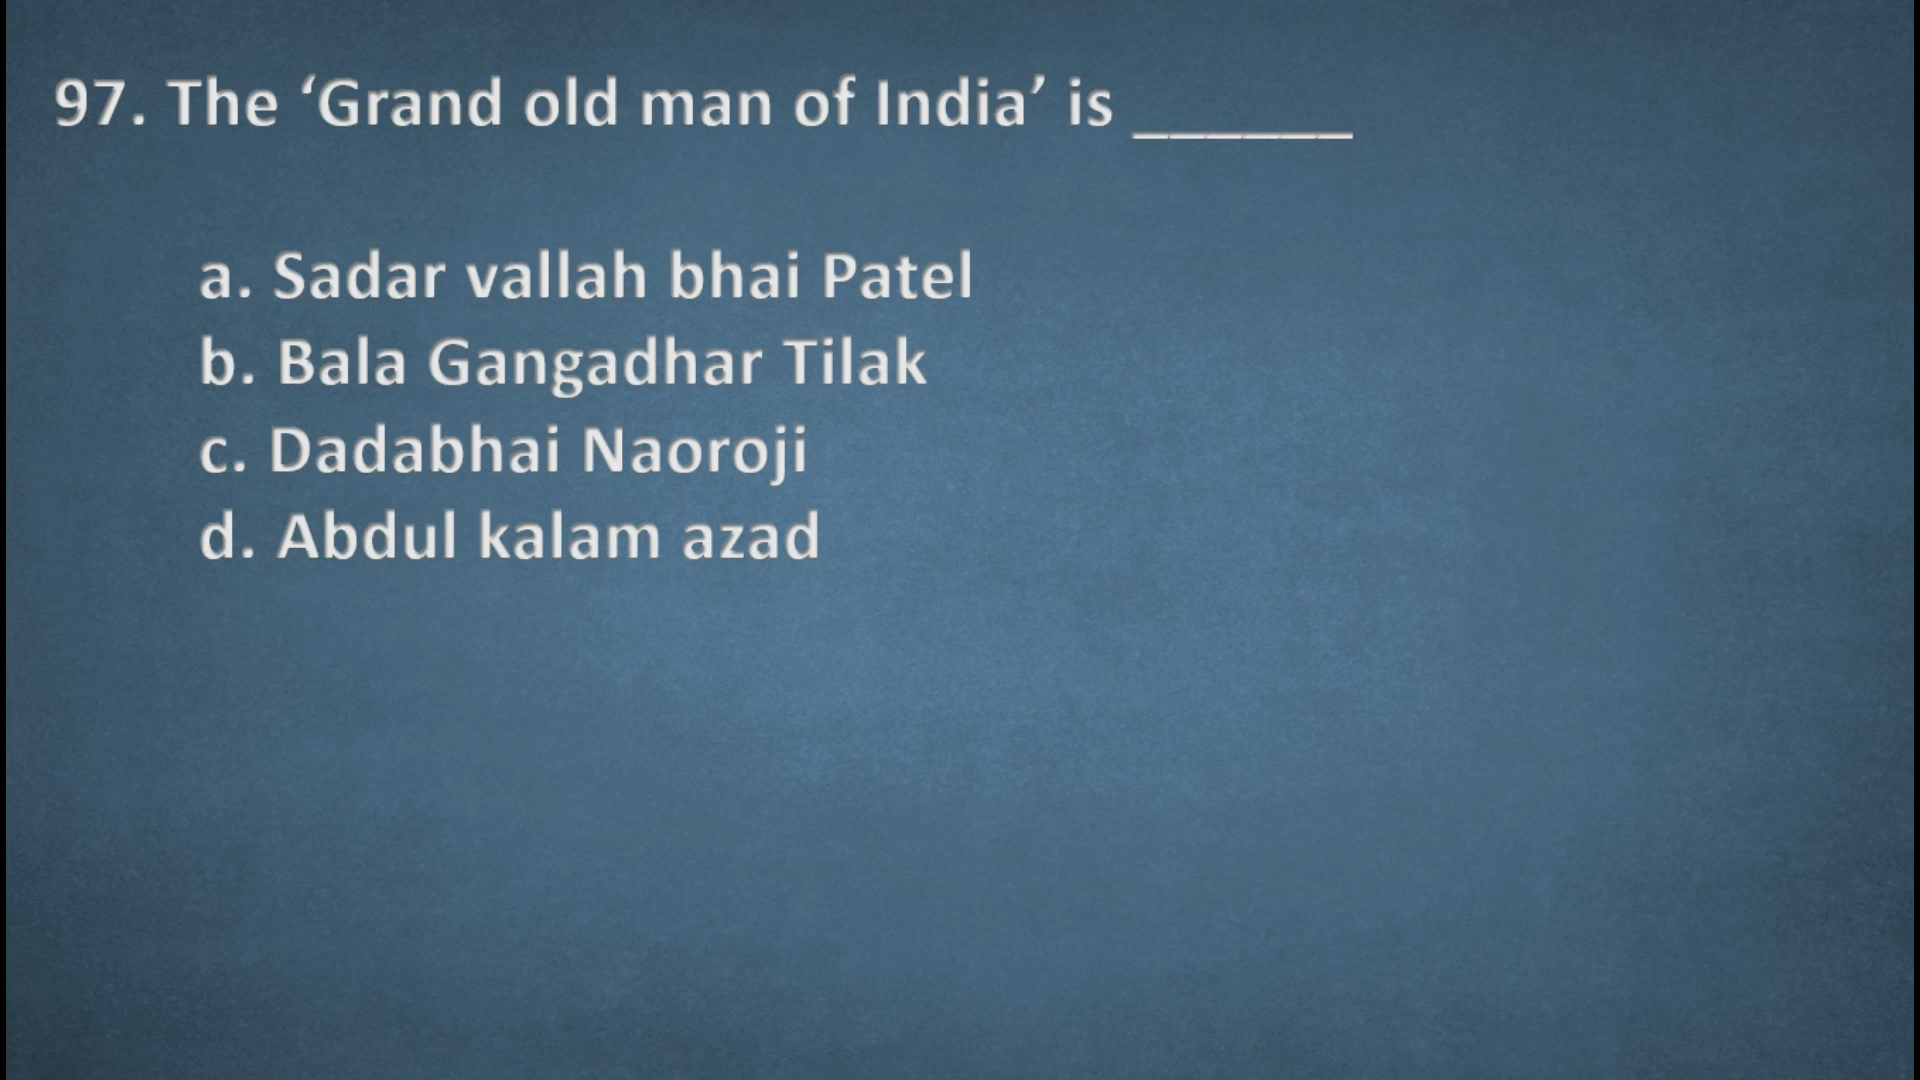 97. The ‘Grand old man of India’ is ______
a. Sadar vallah bhai Patel
b. Bala Gangadhar Tilak
c. Dadabhai Naoroji
d. Abdul kalam azad